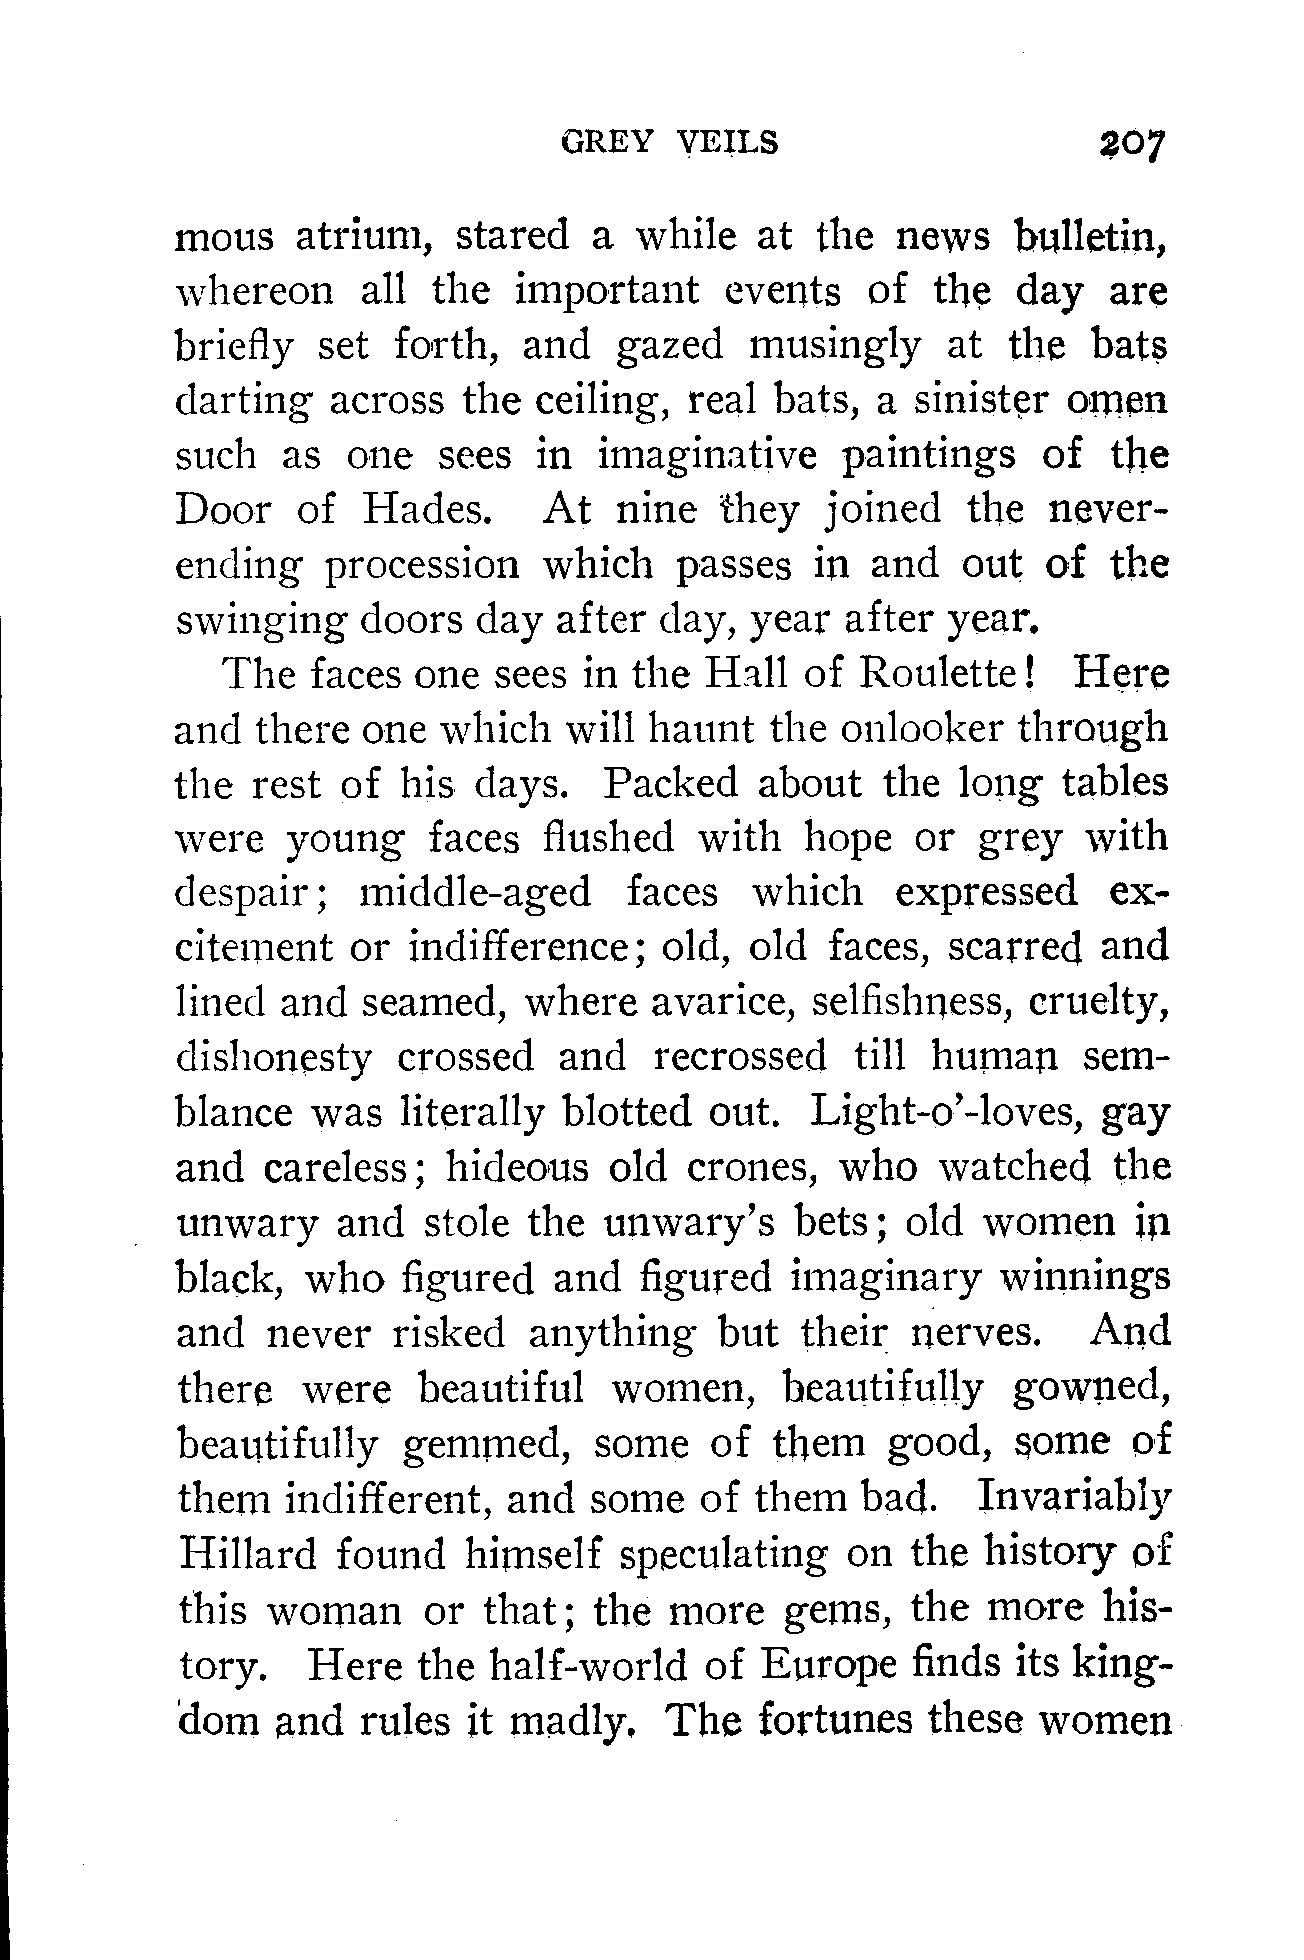 GREY VEILS 207
mous atrium, stared a while at the news bulletin,
whereon all the important events of the day are
briefly set forth, and gazed musingly at the bats
darting across the ceiling, real bats, a sinister omen
such as one sees in imaginative paintings of the
Door of Hades. At nine they joined the never-
ending procession which passes in and out of the
swinging doors day after day, year after year.
The faces one sees in the Hall of Roulette! Here
and there one which will haunt the onlooker through
the rest of his days. Packed about the long tables
were young faces flushed with hope or grey with
despair; middle-aged faces which expressed ex-
citement or indifference; old, old faces, scarred and
lined and seamed, where avarice, selfishness, cruelty,
dishonesty crossed and recrossed till human sem-
blance was literally blotted out. Light-o'-loves, gay
and careless; hideous old crones, who watched the
unwary and stole the unwary's bets; old women in
black, who figured and figured imaginary winnings
and never risked anything but their nerves. And
there were beautiful women, beautifully gowned,
beautifully gemmed, some of them good, some of
them indifferent, and some of them bad. Invariably
Hillard found himself speculating on the history of
this woman or that; the more gems, the more his-
tory. Here the half-world of Europe finds its king-
dom and rules it madly. The fortunes these women